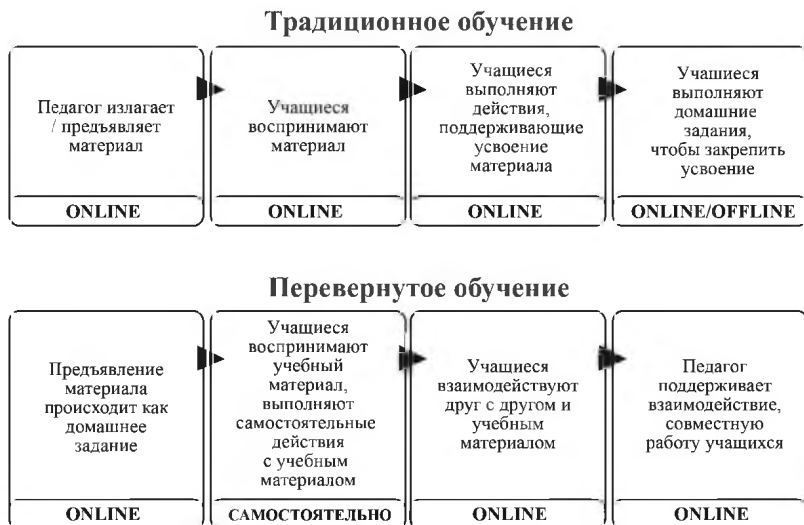 Традиционное обучение
Педагог излагает
/ предъявляет
материал
ONLINE
Учащиеся
воспринимают
материал
ONLINE
Учащиеся
выполняют
действия,
поддерживающие
усвоение
материала
ONLINE
Учашиеся
выполняют
домашние
задания,
чтобы закрепить
усвоение
ONLINE/OFFLINE
Перевернутое обучение
Предъявление
материала
происходит как
домашнее
задание
ONLINE
Учащиеся
воспринимают
учебный
материал,
выполняют
самостоятельные
действия
с учебным
материалом
САМОСТОЯТЕЛЬНО
Учащиеся
взаимодействуют
друг с другом и
учебным
материалом
ONLINE
Педагог
поддерживает
взаимодействие,
совместную
работу учащихся
ONLINE